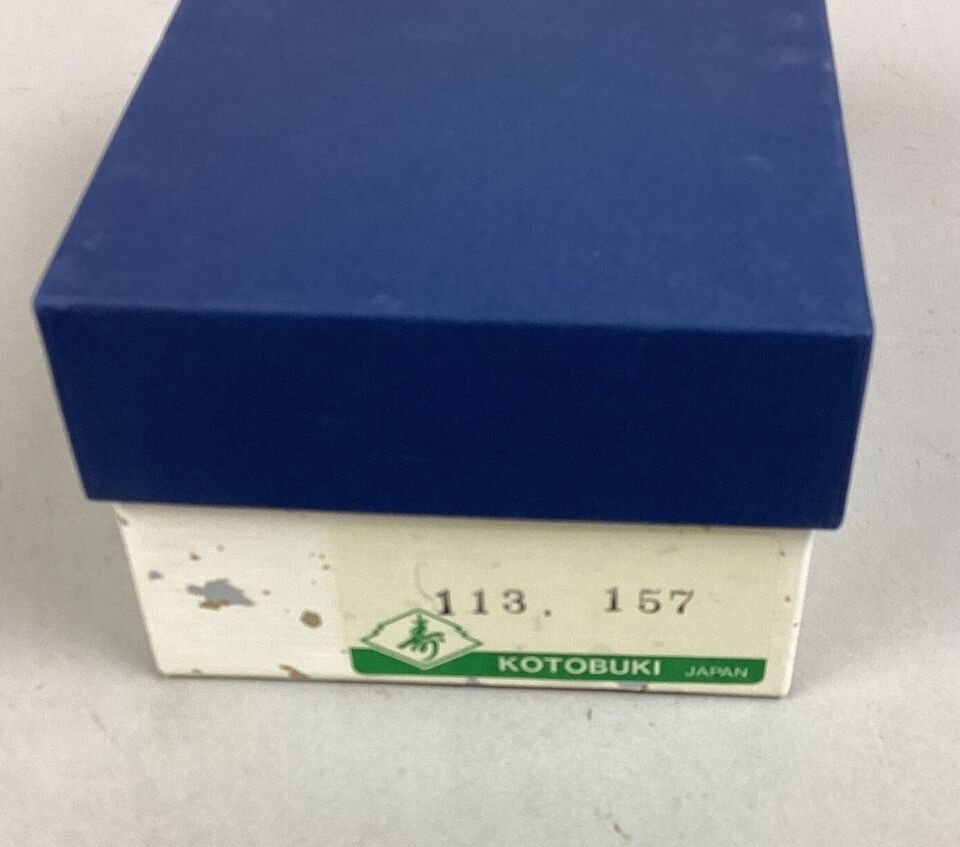 113. 157
寿
KOTOBUKI JAPAN